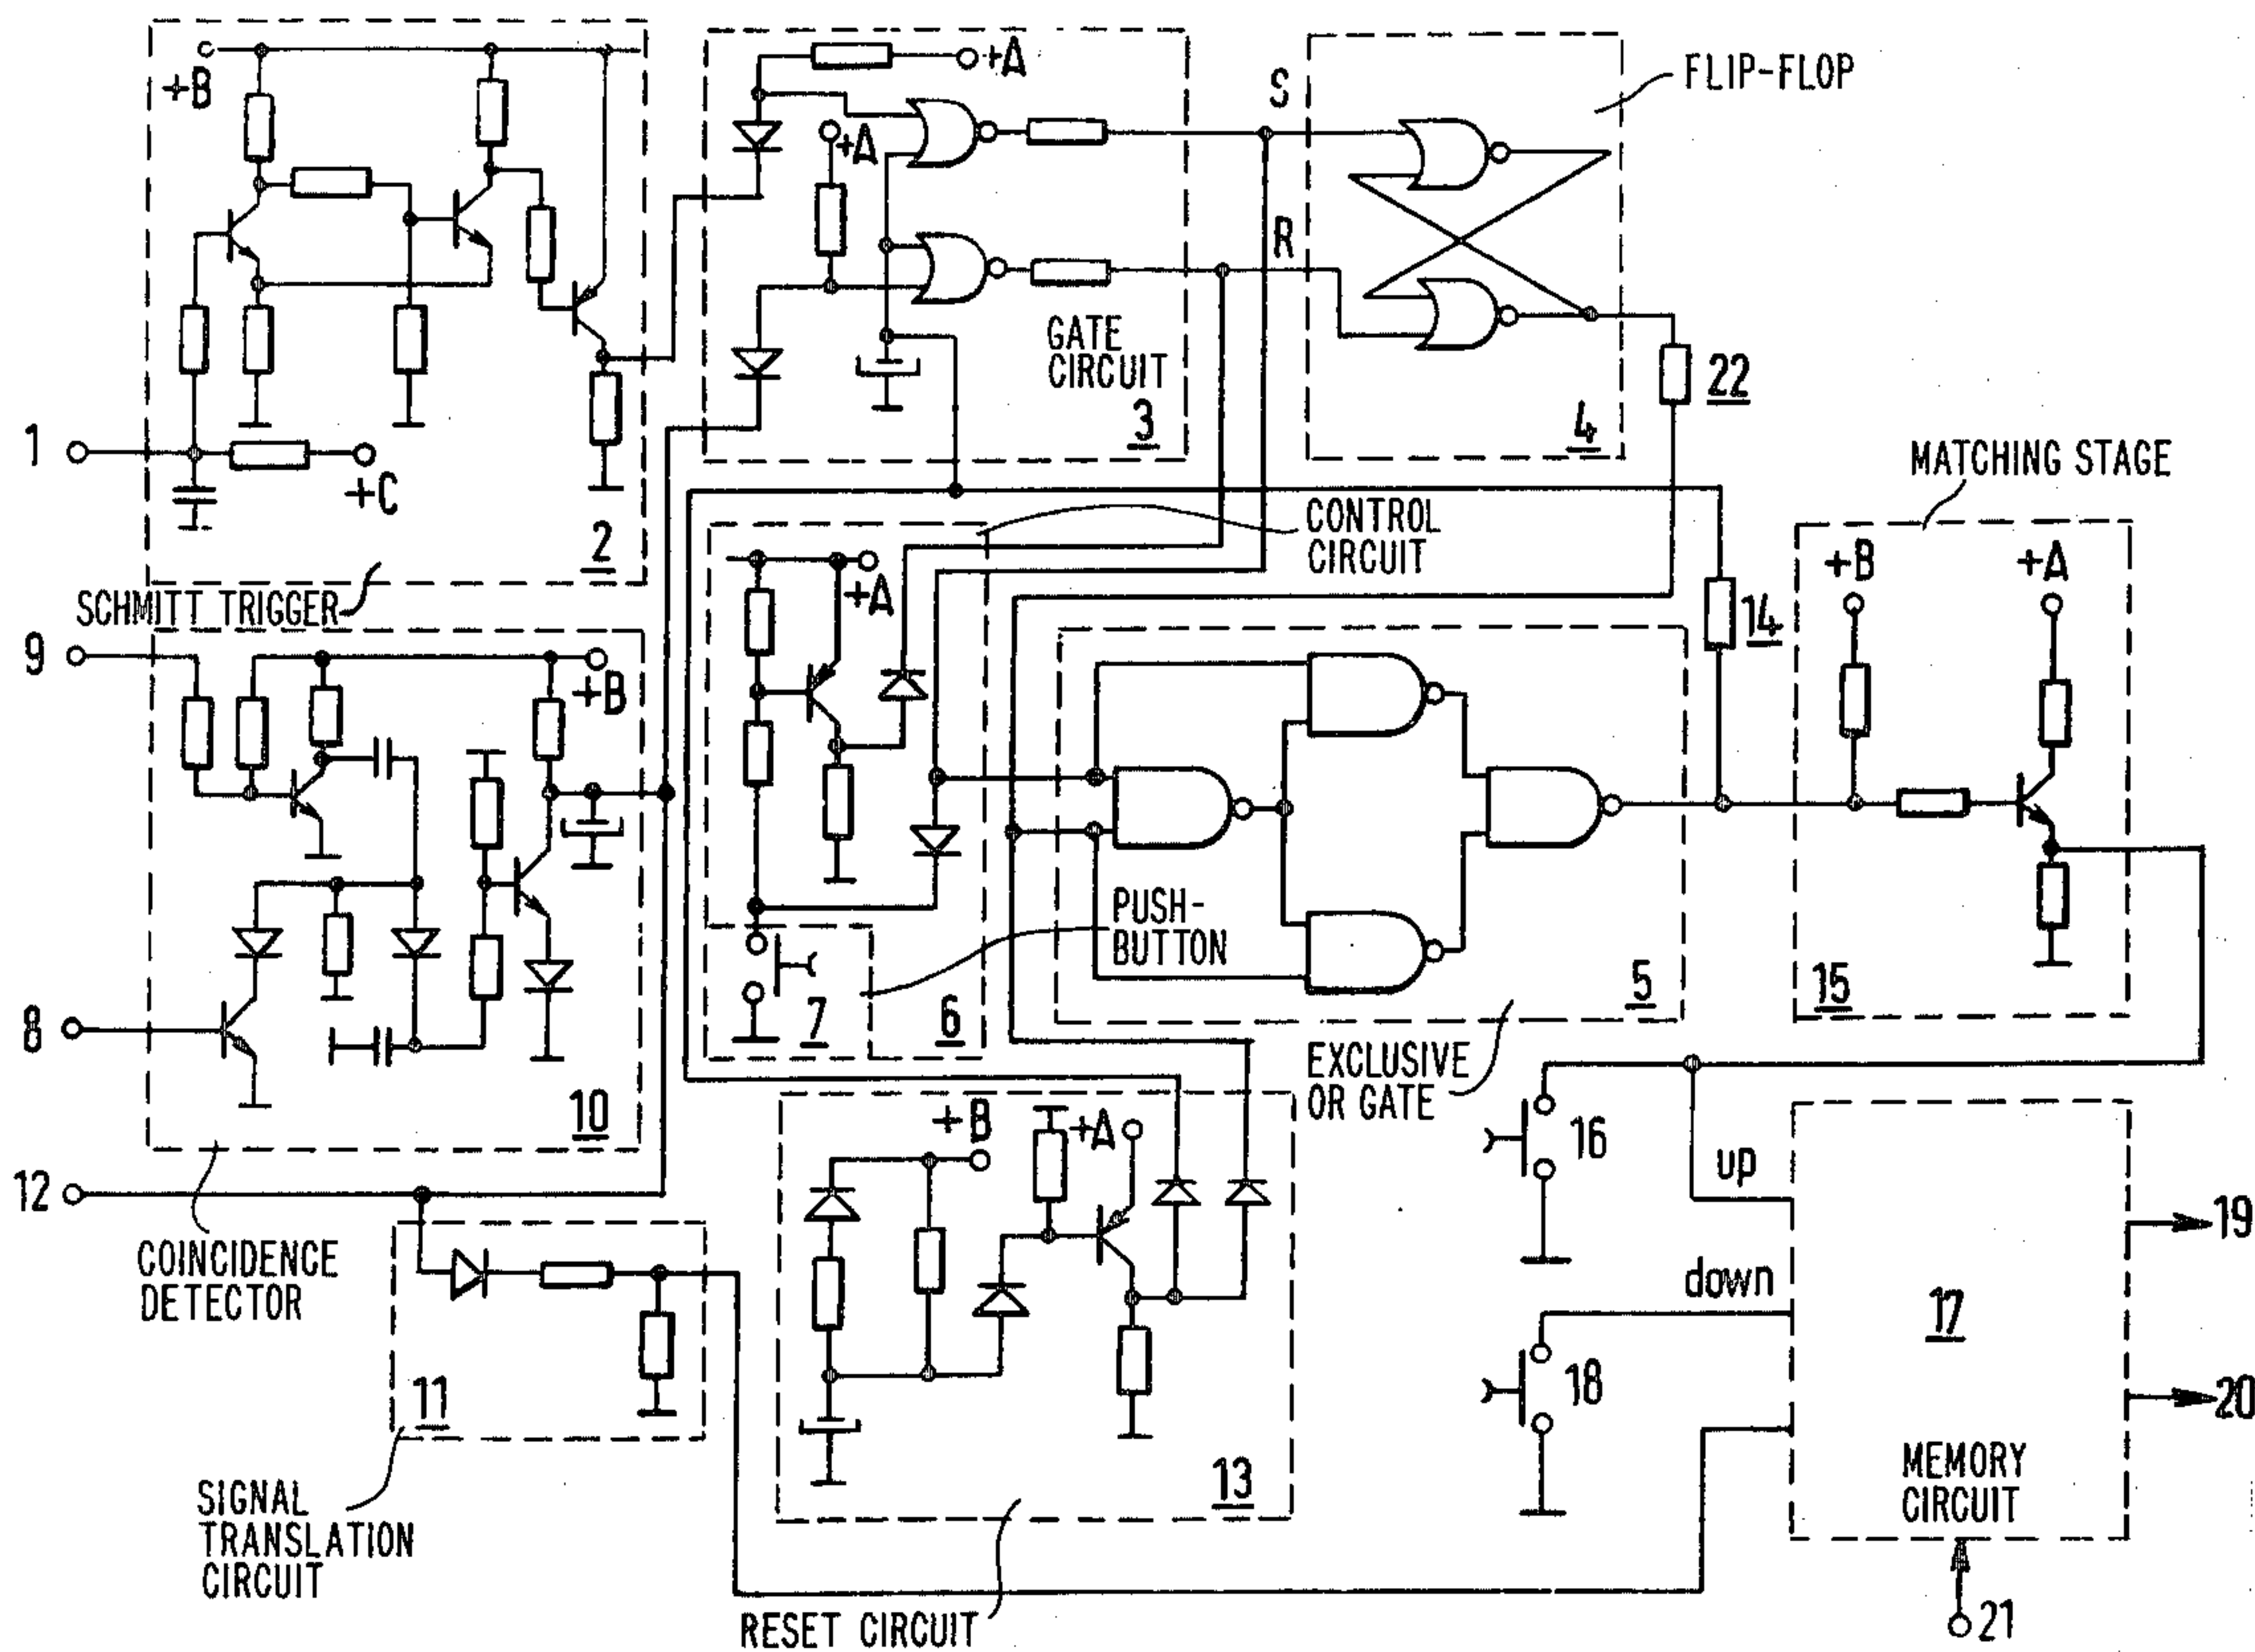 +B
+A
+A
S
R
FLIP-FLOP
GATE
CIRCUIT
3
4
22
1
+C
2
SCHMITT TRIGGER
CONTROL
CIRCUIT
MATCHING STAGE
9
+B
+A
14
+B
+A
PUSH-
BUTTON
7
6
5
15
8
10
EXCLUSIVE
OR GATE
12
COINCIDENCE
DETECTOR
+B
+A
16
up
19
down
17
11
18
20
SIGNAL
TRANSLATION
CIRCUIT
13
MEMORY
CIRCUIT
RESET CIRCUIT
21